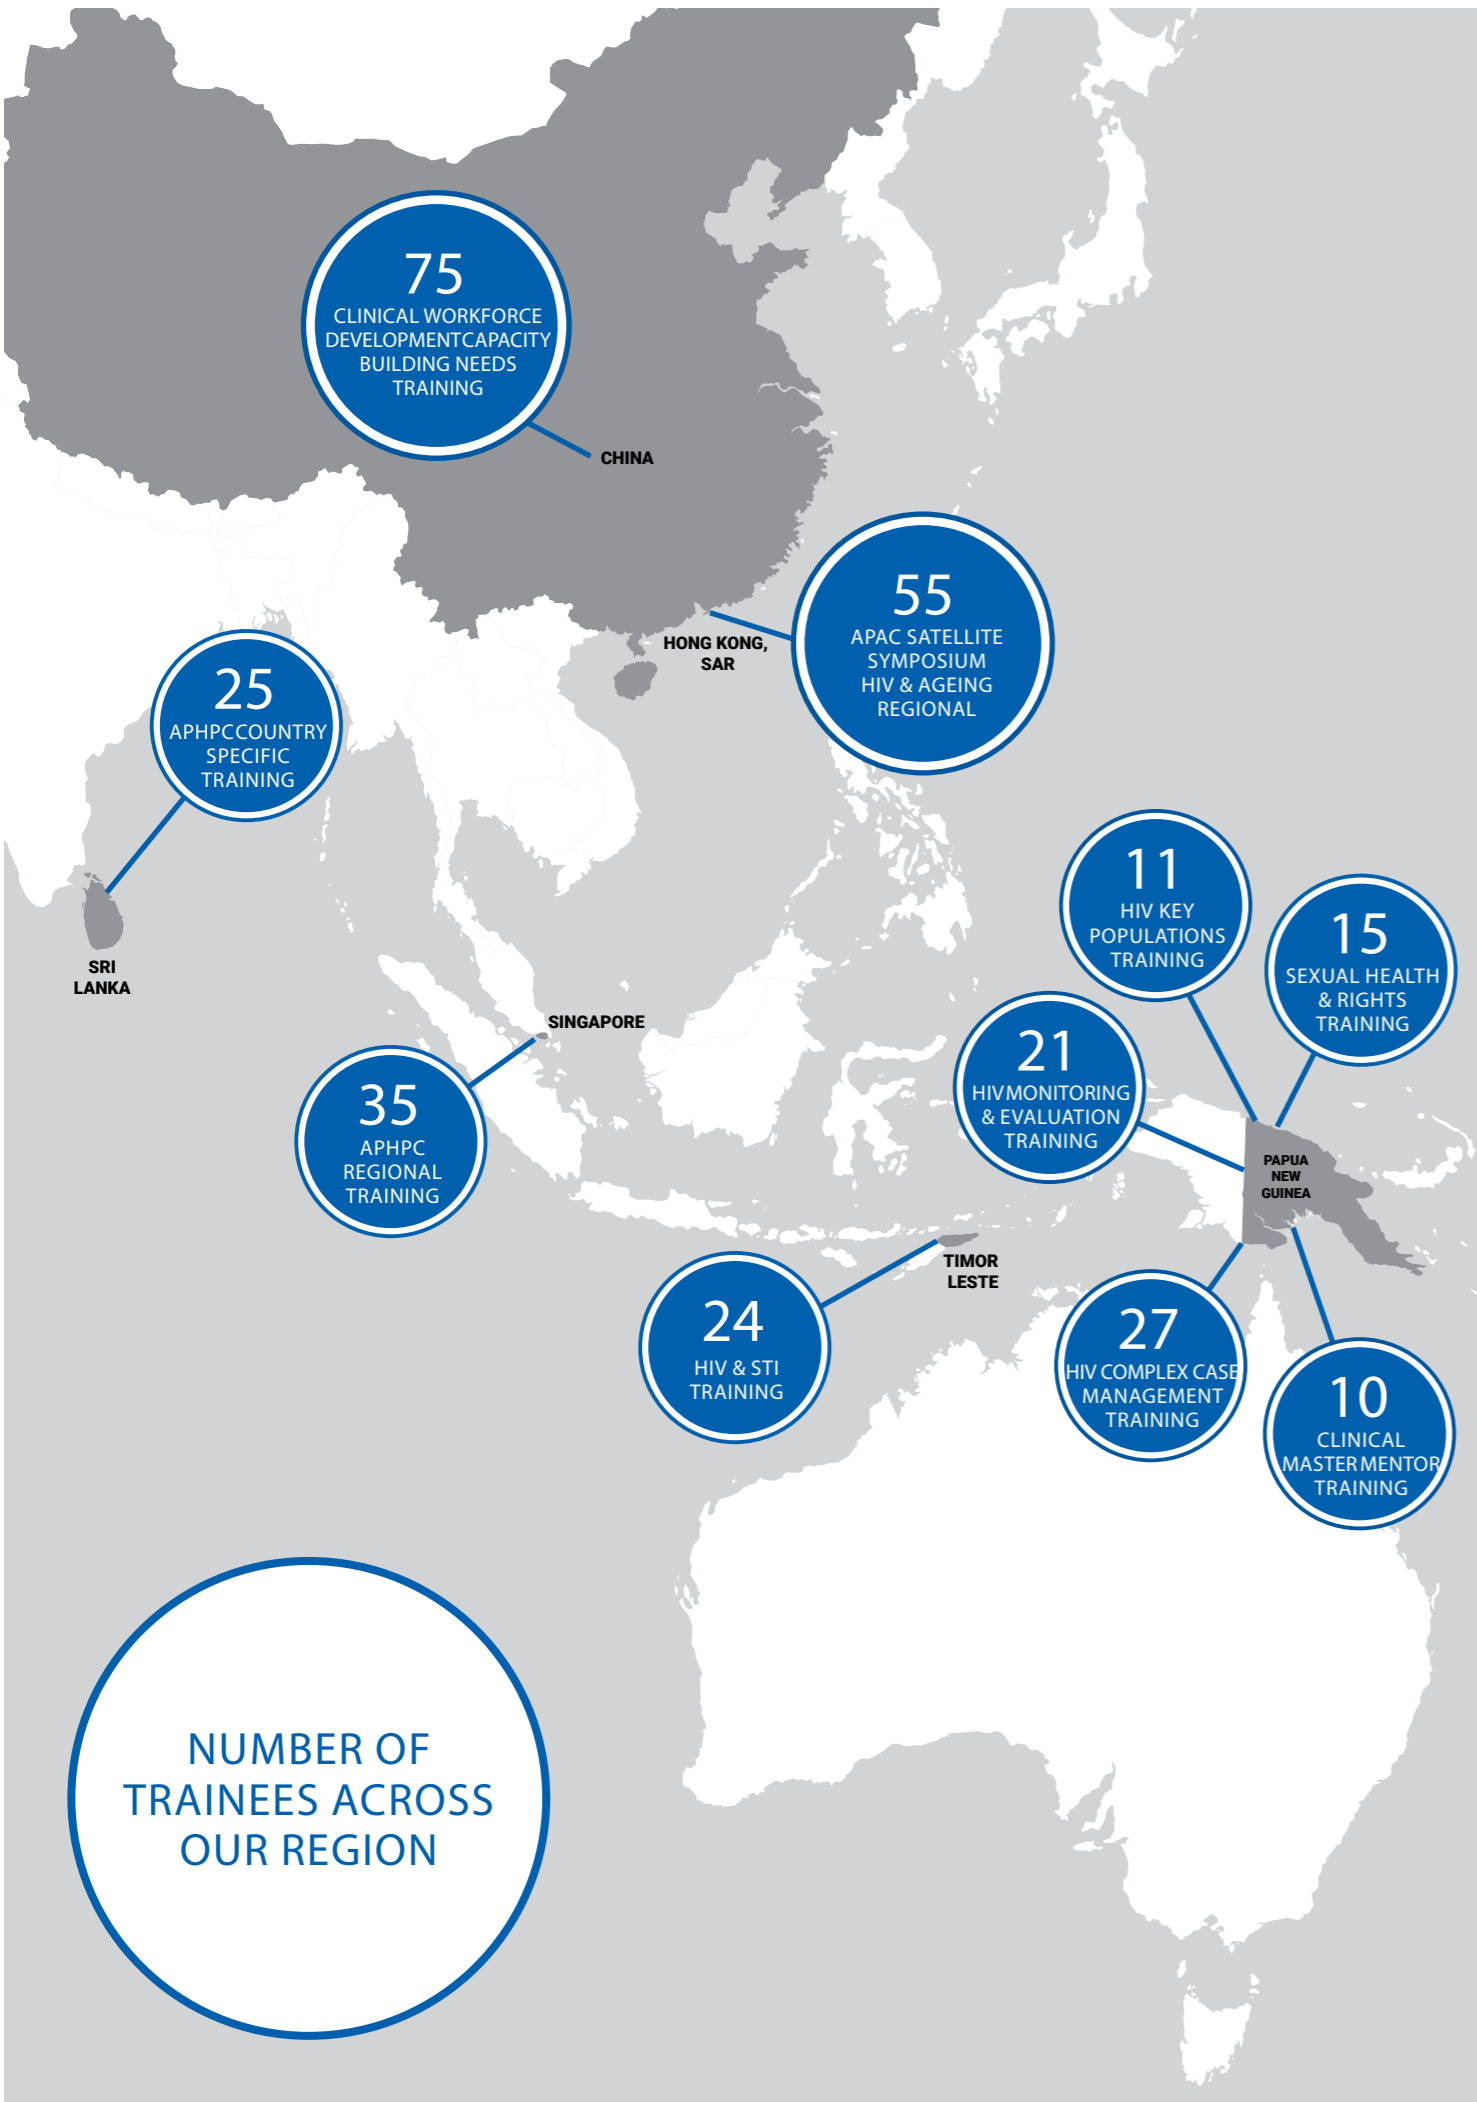 75
CLINICAL WORKFORCE
DEVELOPMENTCAPACITY
BUILDING NEEDS
TRAINING
CHINA
55
APAC SATELLITE
SYMPOSIUM
HIV & AGEING
REGIONAL
HONG KONG,
SAR
25
APHPCCOUNTRY
SPECIFIC
TRAINING
SRI
LANKA
11
HIV KEY
POPULATIONS
TRAINING
15
SEXUAL HEALTH
& RIGHTS
TRAINING
SINGAPORE
35
APHPC
REGIONAL
TRAINING
21
HIVMONITORING
& EVALUATION
TRAINING
PAPUA
NEW
GUINEA
TIMOR
LESTE
24
HIV & STI
TRAINING
27
HIV COMPLEX CASE
MANAGEMENT
TRAINING
10
CLINICAL
MASTERMENTOR
TRAINING
NUMBER OF
TRAINEES ACROSS
OUR REGION